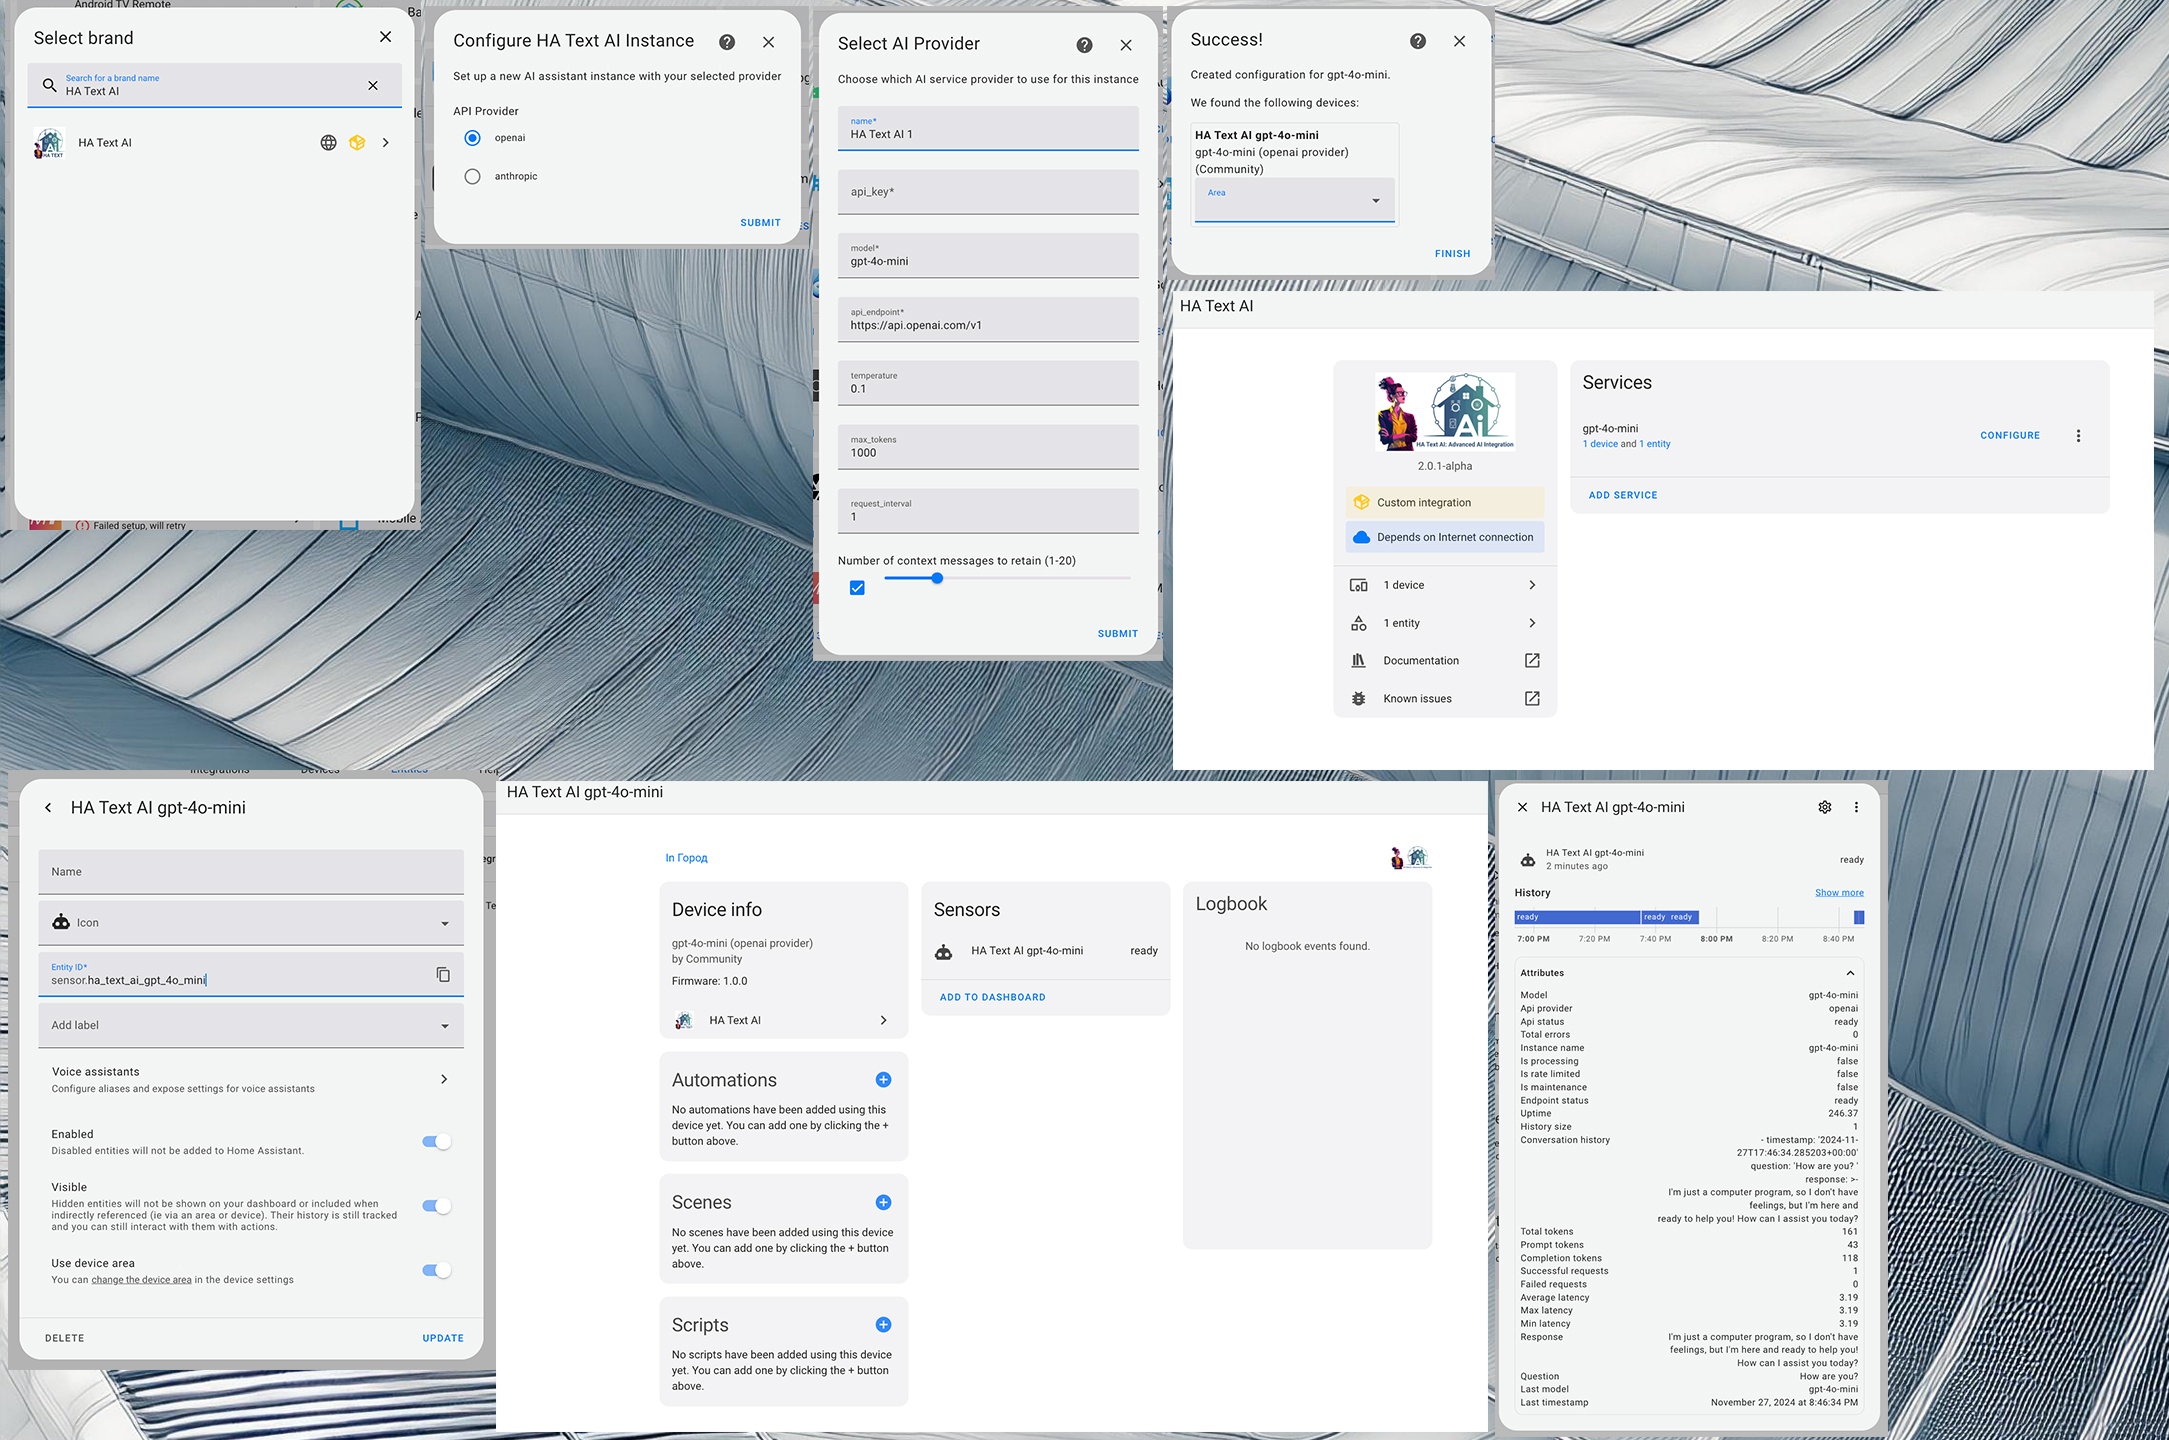 Android TV Remote
Select brand
Search for a brand name
HA Text AI
HA Text AI
Failed setup, will retry
Mobile
Configure HA Text AI Instance
Set up a new AI assistant instance with your selected provider
API Provider
openai
anthropic
SUBMIT
Select AI Provider
Choose which AI service provider to use for this instance
name*
HA Text AI 1
api_key*
model*
gpt-4o-mini
api_endpoint*
https://api.openai.com/v1
temperature
0.1
max_tokens
1000
request_interval
1
Number of context messages to retain (1-20)
SUBMIT
Success!
Created configuration for gpt-4o-mini.
We found the following devices:
HA Text AI gpt-4o-mini
gpt-4o-mini (openai provider)
(Community)
Area
FINISH
HA Text AI
HA Text AI: Advanced AI Integration
2.0.1-alpha
Custom integration
Depends on Internet connection
1 device
1 entity
Documentation
Known issues
Services
gpt-4o-mini
1 device and 1 entity
CONFIGURE
ADD SERVICE
Integrations Devices Entities Help
HA Text AI gpt-4o-mini
Name
Icon
Entity ID*
sensor.ha_text_ai_gpt_4o_mini
Add label
Voice assistants
Configure aliases and expose settings for voice assistants
Enabled
Disabled entities will not be added to Home Assistant.
Visible
Hidden entities will not be shown on your dashboard or included when
indirectly referenced (ie via an area or device). Their history is still tracked
and you can still interact with them with actions.
Use device area
You can change the device area in the device settings
DELETE
UPDATE
HA Text AI gpt-4o-mini
In Город
Device info
gpt-4o-mini (openai provider)
by Community
Firmware: 1.0.0
HA Text AI
Automations
No automations have been added using this
device yet. You can add one by clicking the +
button above.
Scenes
No scenes have been added using this device
yet. You can add one by clicking the + button
above.
Scripts
No scripts have been added using this device
yet. You can add one by clicking the + button
above.
Sensors
HA Text AI gpt-4o-mini ready
ADD TO DASHBOARD
Logbook
No logbook events found.
HA Text AI gpt-4o-mini
HA Text AI gpt-4o-mini
2 minutes ago
ready
History
Show more
ready ready ready
7:00 PM 7:20 PM 7:40 PM 8:00 PM 8:20 PM 8:40 PM
Attributes
Model gpt-4o-mini
Api provider openai
Api status ready
Total errors 0
Instance name gpt-4o-mini
Is processing false
Is rate limited false
Is maintenance false
Endpoint status ready
Uptime 246.37
History size 1
Conversation history - timestamp: '2024-11-
27T17:46:34.285203+00:00'
question: 'How are you? '
response: >-
I'm just a computer program, so I don't have
feelings, but I'm here and
ready to help you! How can I assist you today?
Total tokens 161
Prompt tokens 43
Completion tokens 118
Successful requests 1
Failed requests 0
Average latency 3.19
Max latency 3.19
Min latency 3.19
Response I'm just a computer program, so I don't have
feelings, but I'm here and ready to help you!
How can I assist you today?
Question How are you?
Last model gpt-4o-mini
Last timestamp November 27, 2024 at 8:46:34 PM